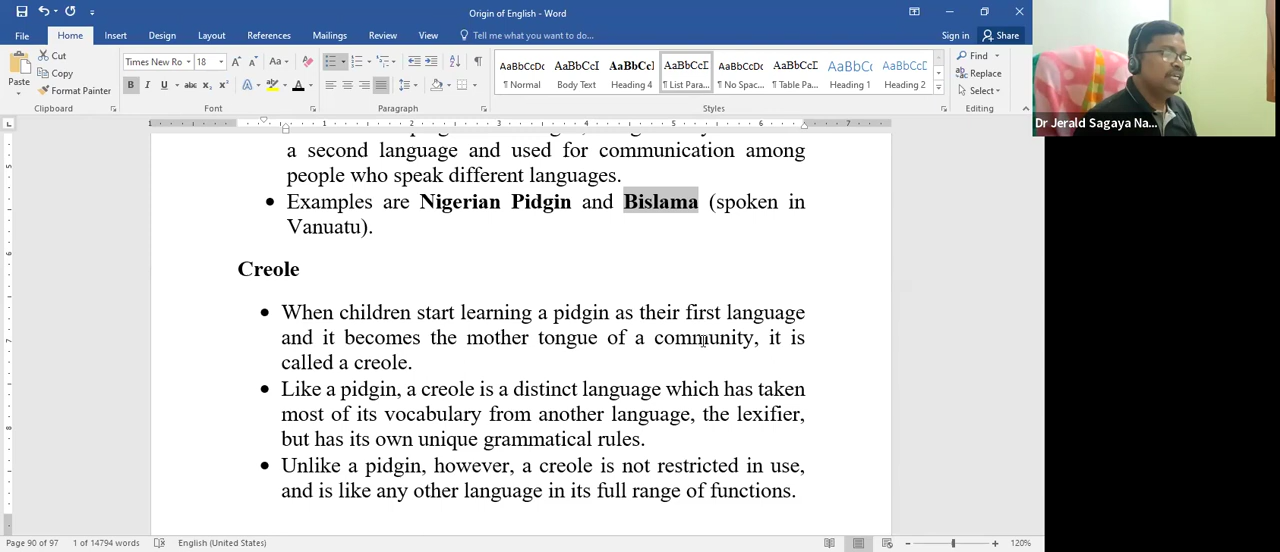 Origin of English - Word
File Home Insert Design Layout References Mailings Review View Tell me what you want to do... Sign in Share
Paste Cut Copy Format Painter Clipboard
Times New Ro 18 Font
Paragraph
AaBbCcDc AaBbCcI AaBbCc AaBbCcI AaBbCcDc AaBbCcI AaBbC AaBbCc
¶ Normal Body Text Heading 4 ¶ List Para... ¶ No Spac... ¶ Table Pa... Heading 1 Heading 2
Styles
Find Replace Select Editing
Dr Jerald Sagaya Na...
a second language and used for communication among
people who speak different languages.
• Examples are Nigerian Pidgin and Bislama (spoken in
Vanuatu).
Creole
• When children start learning a pidgin as their first language
and it becomes the mother tongue of a community, it is
called a creole.
• Like a pidgin, a creole is a distinct language which has taken
most of its vocabulary from another language, the lexifier,
but has its own unique grammatical rules.
• Unlike a pidgin, however, a creole is not restricted in use,
and is like any other language in its full range of functions.
Page 90 of 97 1 of 14794 words English (United States) 120%